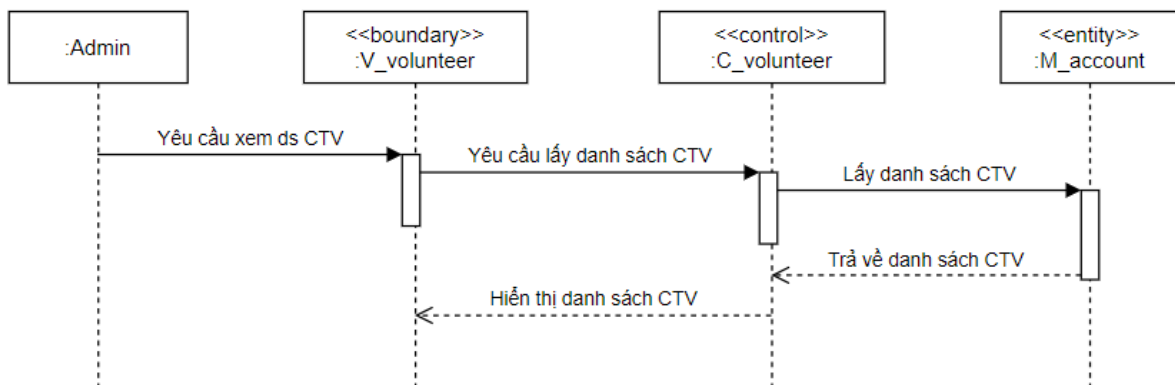 :Admin
<<boundary>>
:V_volunteer
<<control>>
:C_volunteer
<<entity>>
:M_account
Yêu cầu xem ds CTV
Yêu cầu lấy danh sách CTV
Lấy danh sách CTV
Trả về danh sách CTV
Hiển thị danh sách CTV